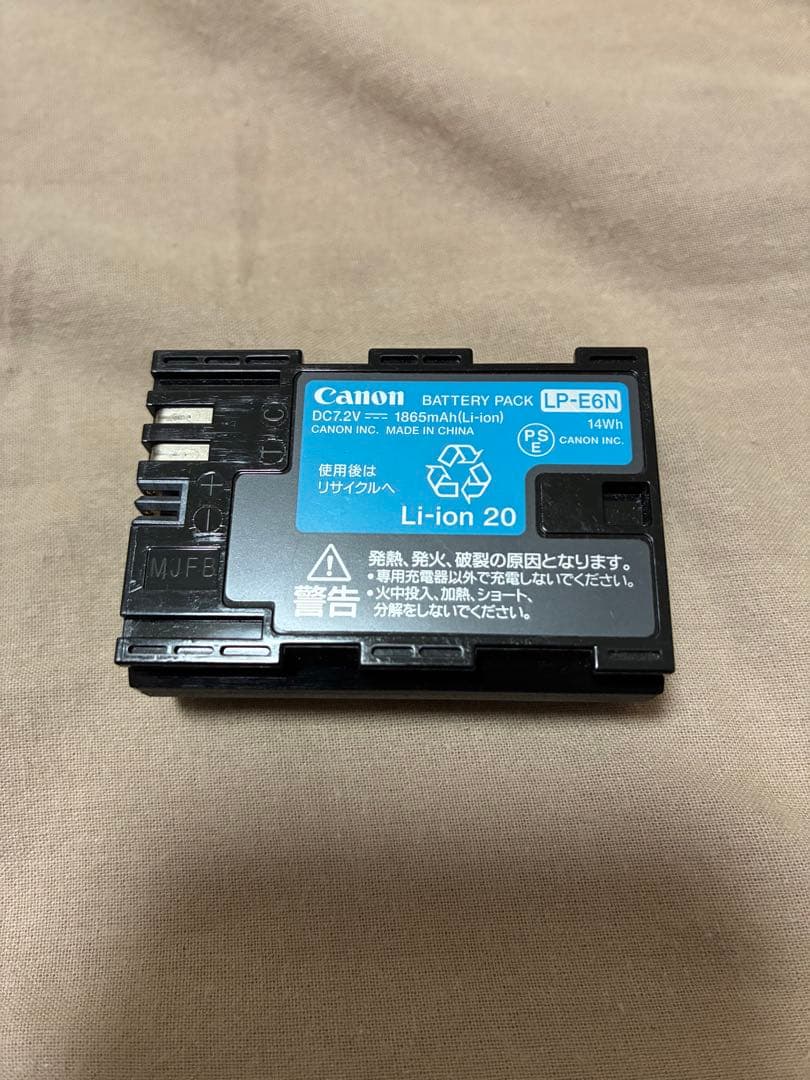 Canon BATTERY PACK LP-E6N
DC7.2V ⎓ 1865mAh(Li-ion) 14Wh
CANON INC. MADE IN CHINA
PSE CANON INC.
使用後は
リサイクルへ
Li-ion 20
C
T
+
−
MJFB
警告
発熱、発火、破裂の原因となります。
•専用充電器以外で充電しないでください。
•火中投入、加熱、ショート、
分解をしないでください。